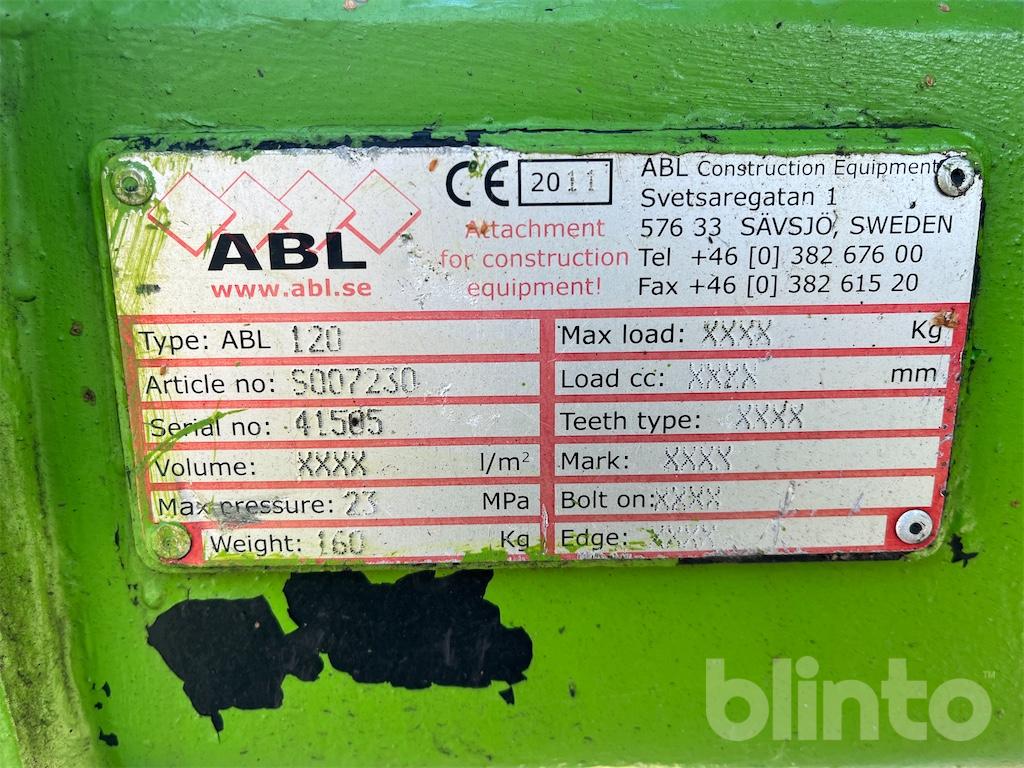 ABL
www.abl.se
CE 2011
Attachment
for construction
equipment!
ABL Construction Equipment
Svetsaregatan 1
576 33 SÄVSJÖ, SWEDEN
Tel +46 [0] 382 676 00
Fax +46 [0] 382 615 20
Type: ABL 120
Article no: S007230
Serial no: 41505
Volume: XXXX l/m²
Max pressure: 23 MPa
Weight: 160 Kg
Max load: XXXX Kg
Load cc: XXXX mm
Teeth type: XXXX
Mark: XXXX
Bolt on: XXXX
Edge: XXXX
blinto™